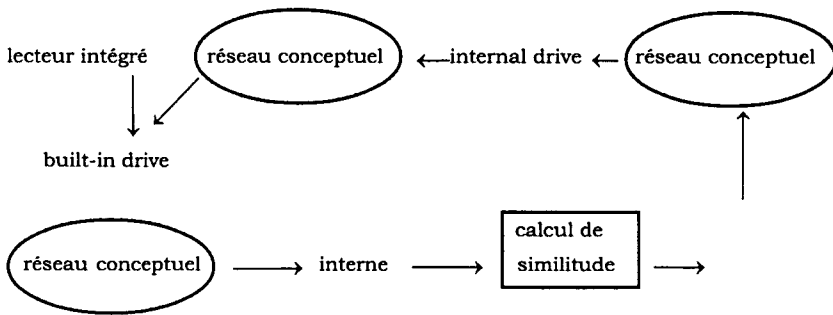 lecteur intégré
réseau conceptuel
internal drive
réseau conceptuel
built-in drive
réseau conceptuel
interne
calcul de
similitude